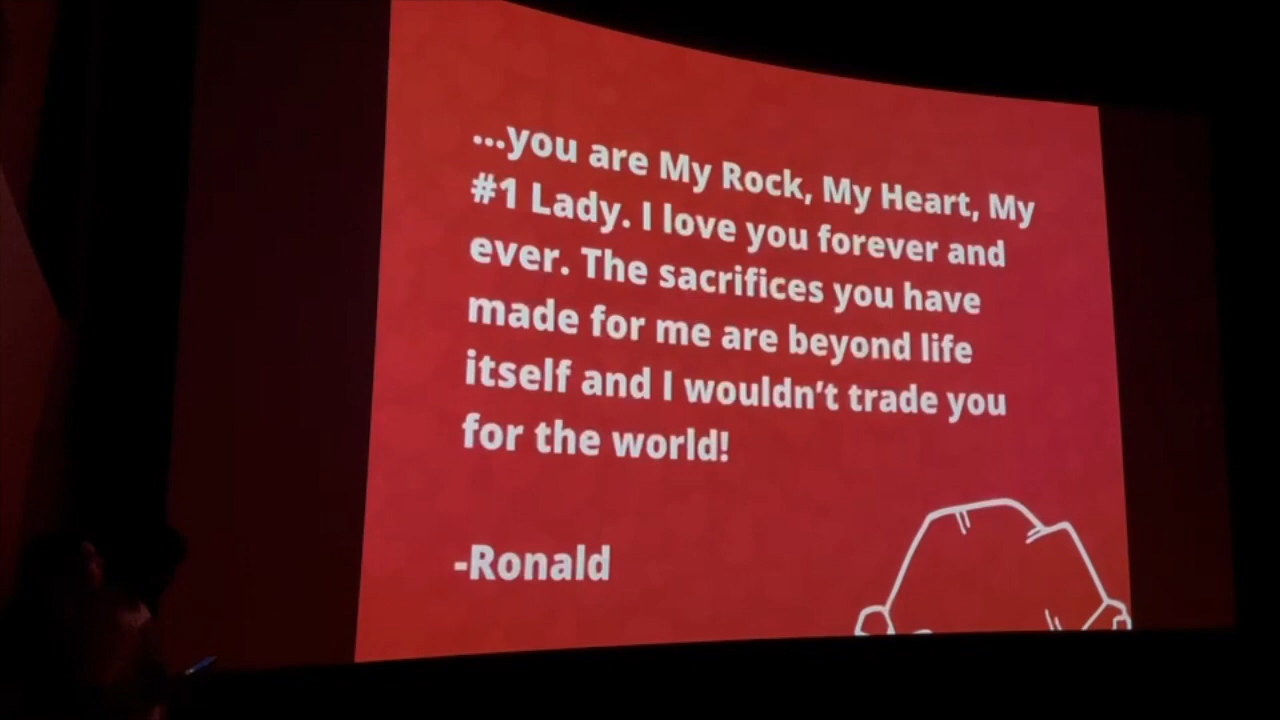 ...you are My Rock, My Heart, My
#1 Lady. I love you forever and
ever. The sacrifices you have
made for me are beyond life
itself and I wouldn’t trade you
for the world!
-Ronald